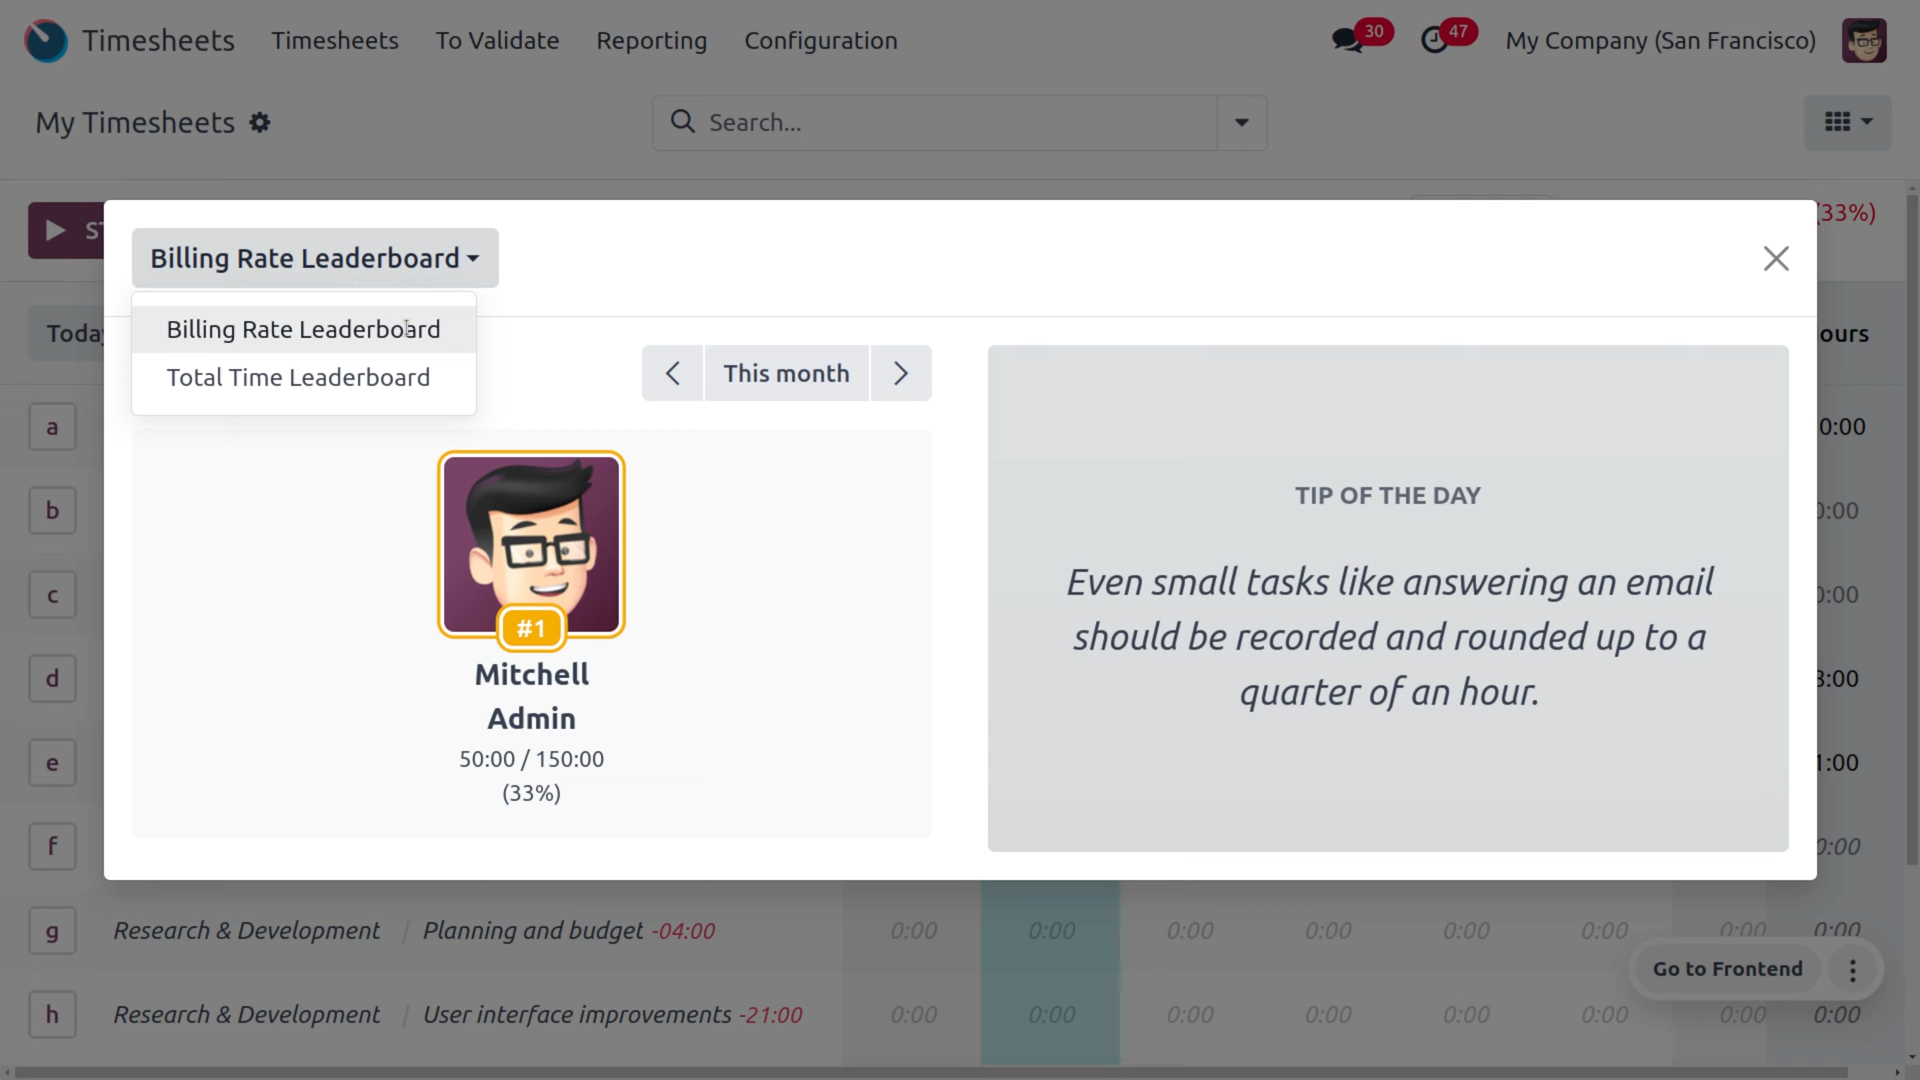 Timesheets Timesheets To Validate Reporting Configuration 30 47 My Company (San Francisco)
My Timesheets Search...
(33%)
Billing Rate Leaderboard
Billing Rate Leaderboard
Total Time Leaderboard
This month
#1
Mitchell
Admin
50:00 / 150:00
(33%)
TIP OF THE DAY
Even small tasks like answering an email
should be recorded and rounded up to a
quarter of an hour.
a
b
c
d
e
f
g Research & Development / Planning and budget -04:00 0:00 0:00 0:00 0:00 0:00 0:00 0:00 0:00
Go to Frontend
h Research & Development / User interface improvements -21:00 0:00 0:00 0:00 0:00 0:00 0:00 0:00 0:00